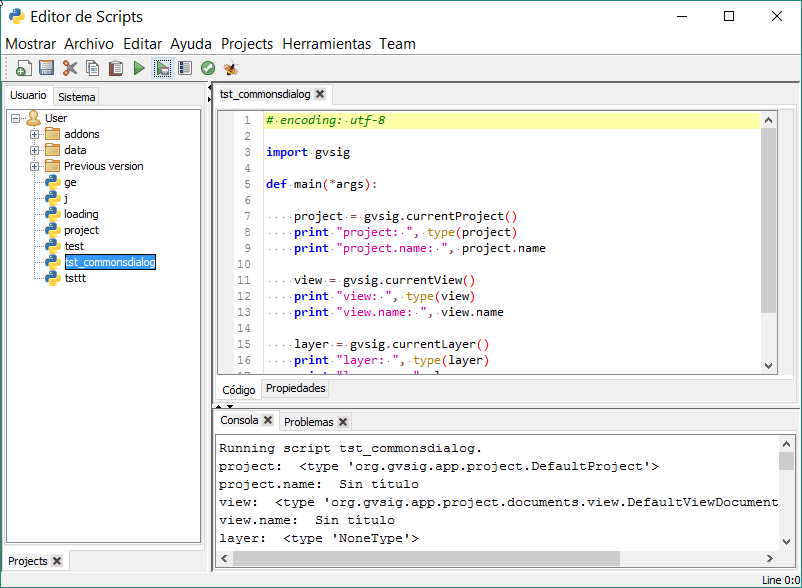 Editor de Scripts
Mostrar Archivo Editar Ayuda Projects Herramientas Team
Usuario Sistema
User
addons
data
Previous version
ge
j
loading
project
test
tst_commonsdialog
tsttt
Projects
tst_commonsdialog
1 # encoding: utf-8
2
3 import gvsig
4
5 def main(*args):
6
7 project = gvsig.currentProject()
8 print "project: ", type(project)
9 print "project.name: ", project.name
10
11 view = gvsig.currentView()
12 print "view: ", type(view)
13 print "view.name: ", view.name
14
15 layer = gvsig.currentLayer()
16 print "layer: ", type(layer)
Código Propiedades
Consola Problemas
Running script tst_commonsdialog.
project: <type 'org.gvsig.app.project.DefaultProject'>
project.name: Sin título
view: <type 'org.gvsig.app.project.documents.view.DefaultViewDocument
view.name: Sin título
layer: <type 'NoneType'>
Line 0:0